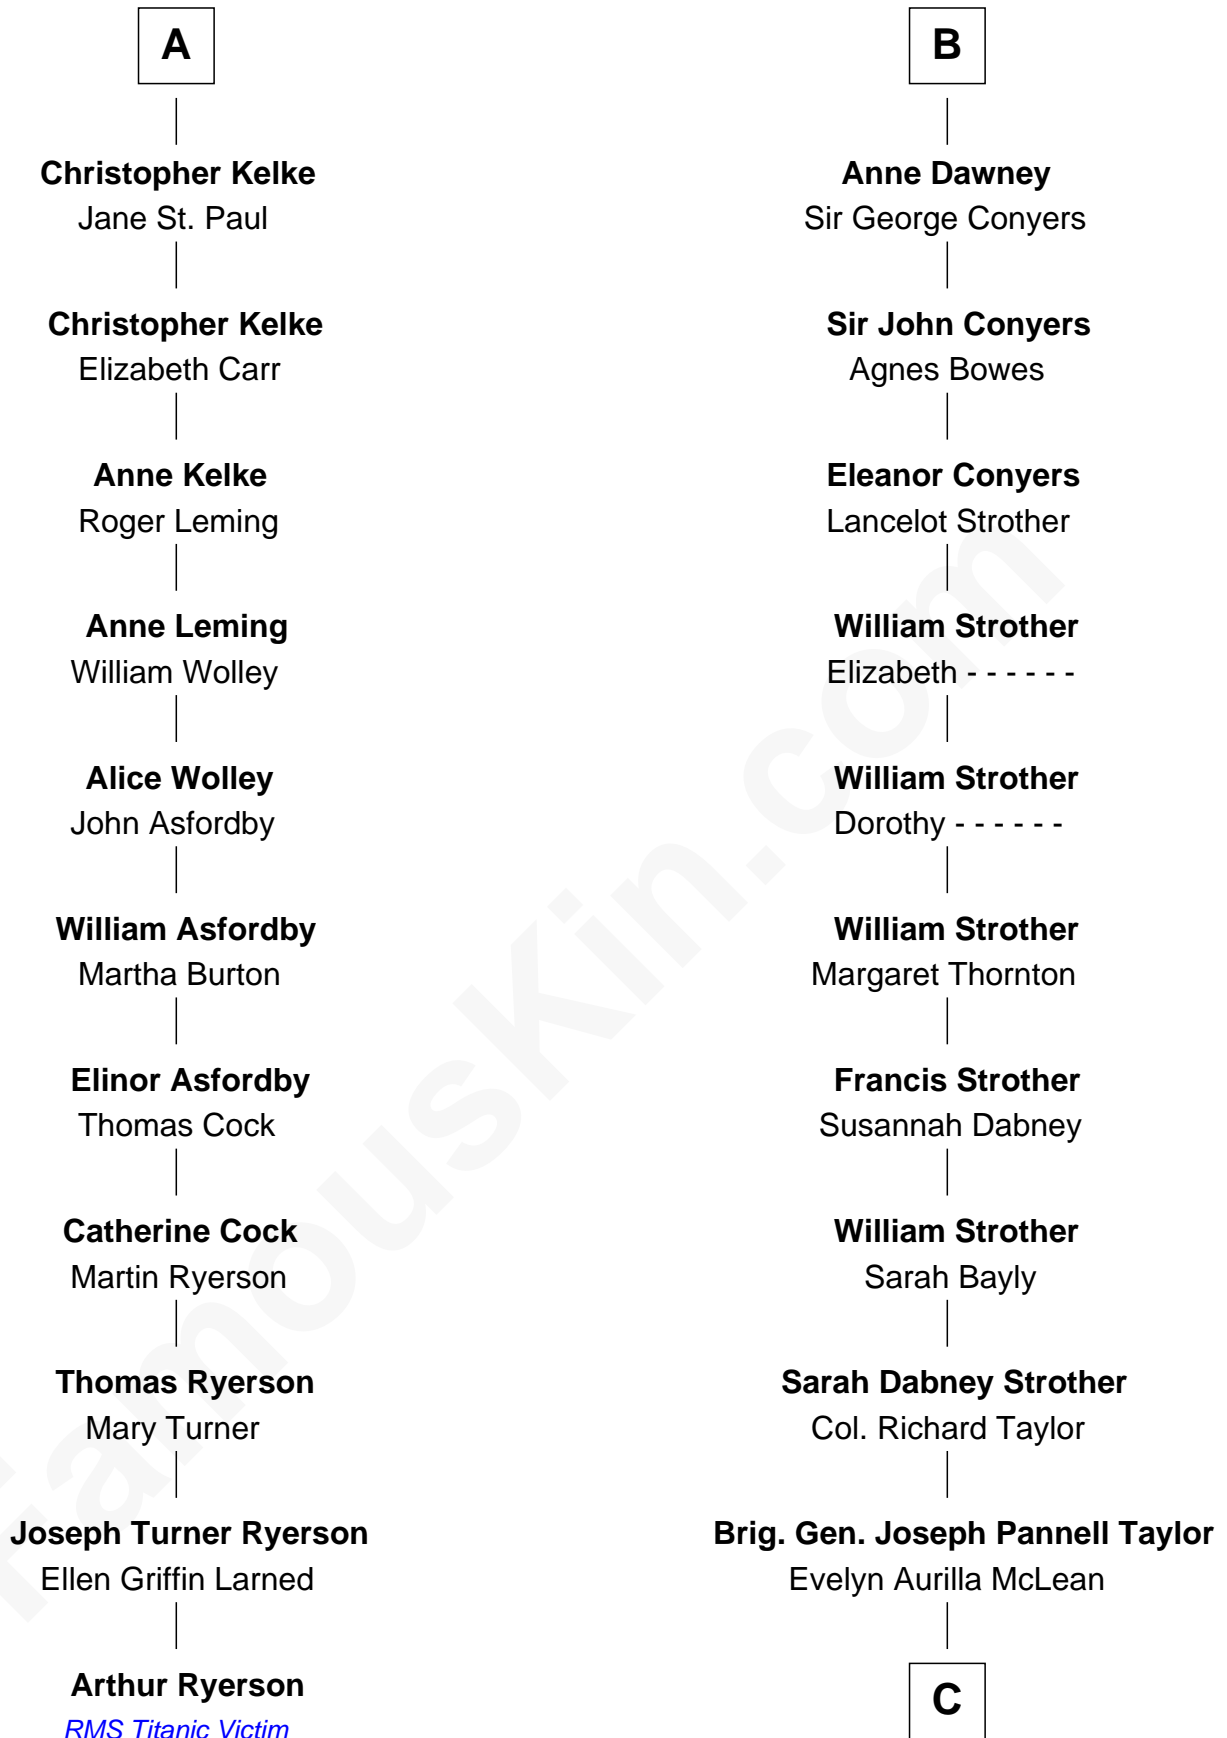 A
Christopher Kelke
Jane St. Paul
Christopher Kelke
Elizabeth Carr
Anne Kelke
Roger Leming
Anne Leming
William Wolley
Alice Wolley
John Asfordby
William Asfordby
Martha Burton
Elinor Asfordby
Thomas Cock
Catherine Cock
Martin Ryerson
Thomas Ryerson
Mary Turner
Joseph Turner Ryerson
Ellen Griffin Larned
Arthur Ryerson
RMS Titanic Victim
B
Anne Dawney
Sir George Conyers
Sir John Conyers
Agnes Bowes
Eleanor Conyers
Lancelot Strother
William Strother
Elizabeth - - - - - -
William Strother
Dorothy - - - - - -
William Strother
Margaret Thornton
Francis Strother
Susannah Dabney
William Strother
Sarah Bayly
Sarah Dabney Strother
Col. Richard Taylor
Brig. Gen. Joseph Pannell Taylor
Evelyn Aurilla McLean
C
famouskin.com